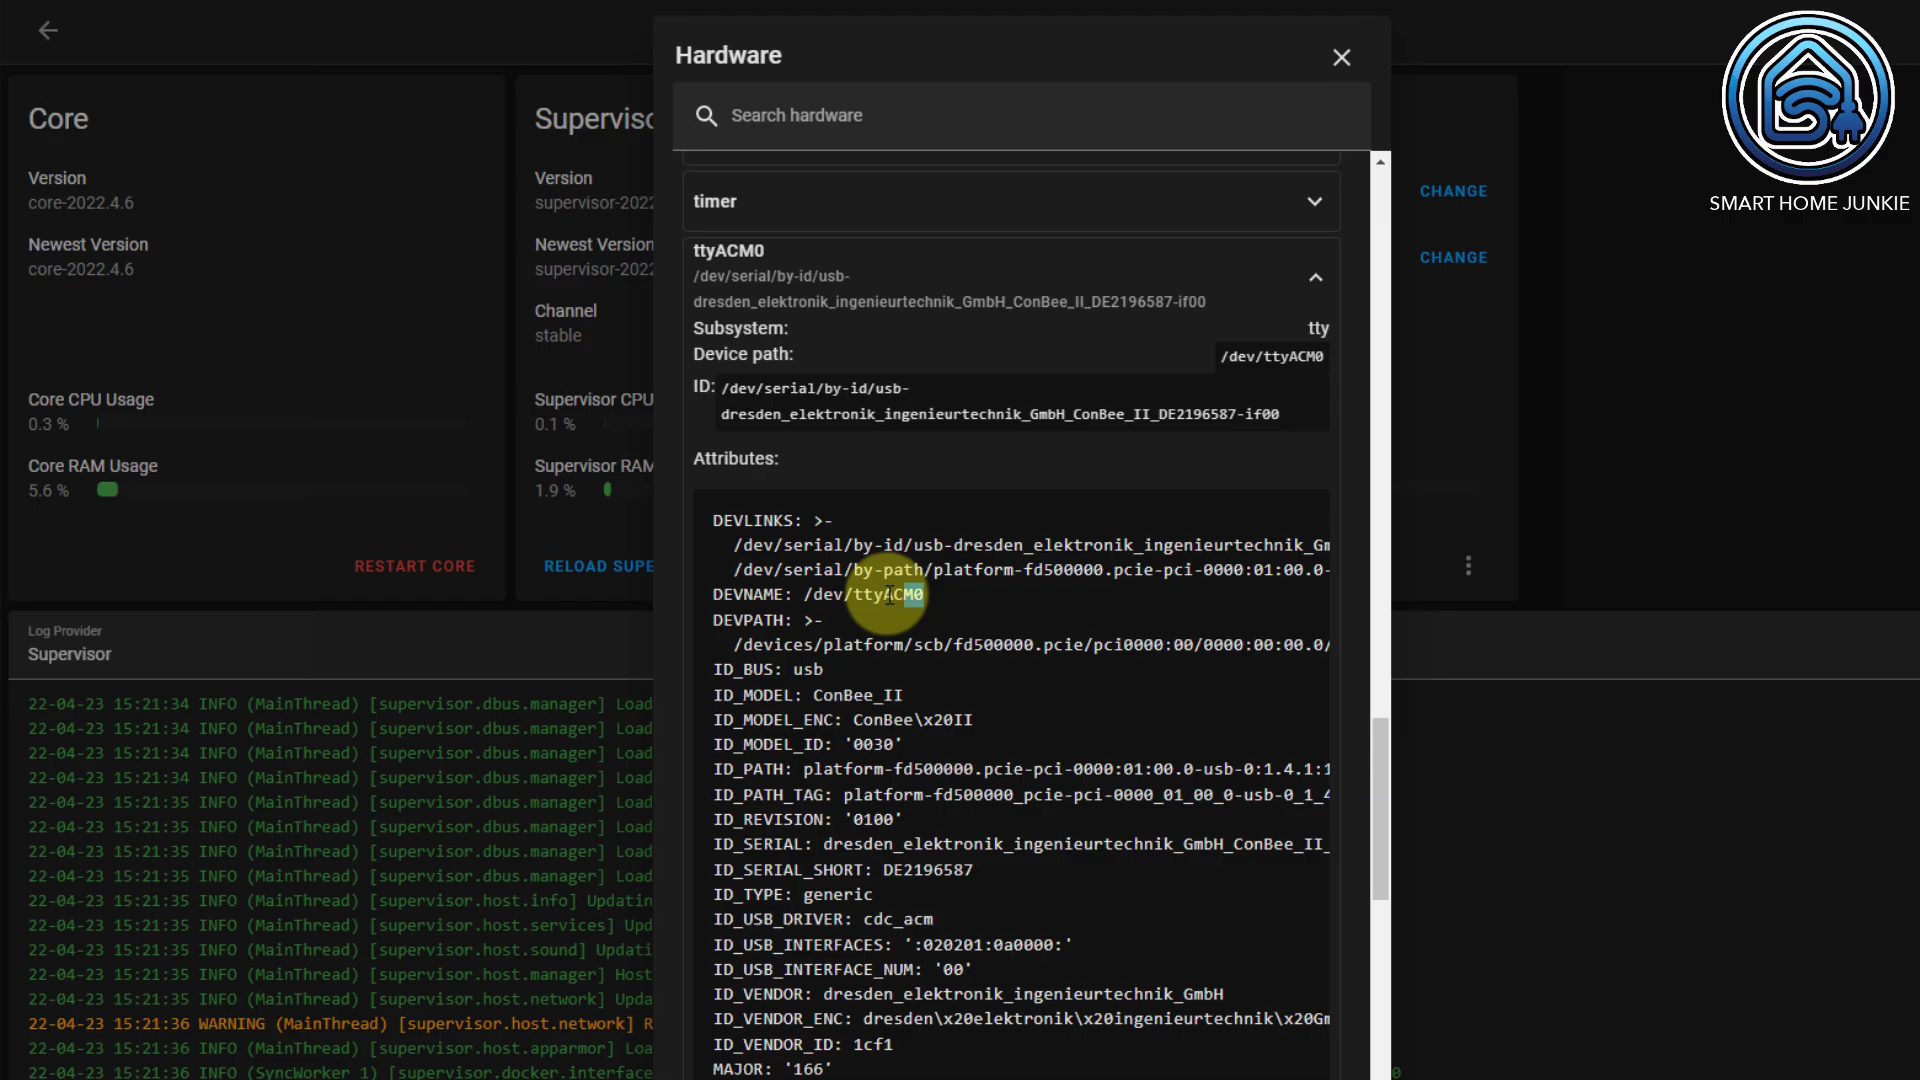 Hardware
Search hardware
SMART HOME JUNKIE
Core
Version
core-2022.4.6
Newest Version
core-2022.4.6
Core CPU Usage
0.3 %
Core RAM Usage
5.6 %
RESTART CORE
Superviso
Version
supervisor-2022
Newest Version
supervisor-2022
Channel
stable
Supervisor CPU
0.1 %
Supervisor RAM
1.9 %
RELOAD SUPE
CHANGE
CHANGE
timer
ttyACM0
/dev/serial/by-id/usb-
dresden_elektronik_ingenieurtechnik_GmbH_ConBee_II_DE2196587-if00
Subsystem: tty
Device path: /dev/ttyACM0
ID: /dev/serial/by-id/usb-
dresden_elektronik_ingenieurtechnik_GmbH_ConBee_II_DE2196587-if00
Attributes:
DEVLINKS: >-
/dev/serial/by-id/usb-dresden_elektronik_ingenieurtechnik_Gm
/dev/serial/by-path/platform-fd500000.pcie-pci-0000:01:00.0-
DEVNAME: /dev/ttyACM0
DEVPATH: >-
/devices/platform/scb/fd500000.pcie/pci0000:00/0000:00:00.0/
ID_BUS: usb
ID_MODEL: ConBee_II
ID_MODEL_ENC: ConBee\x20II
ID_MODEL_ID: '0030'
ID_PATH: platform-fd500000.pcie-pci-0000:01:00.0-usb-0:1.4.1:1
ID_PATH_TAG: platform-fd500000_pcie-pci-0000_01_00_0-usb-0_1_4
ID_REVISION: '0100'
ID_SERIAL: dresden_elektronik_ingenieurtechnik_GmbH_ConBee_II_
ID_SERIAL_SHORT: DE2196587
ID_TYPE: generic
ID_USB_DRIVER: cdc_acm
ID_USB_INTERFACES: ':020201:0a0000:'
ID_USB_INTERFACE_NUM: '00'
ID_VENDOR: dresden_elektronik_ingenieurtechnik_GmbH
ID_VENDOR_ENC: dresden\x20elektronik\x20ingenieurtechnik\x20Gm
ID_VENDOR_ID: 1cf1
MAJOR: '166'
Log Provider
Supervisor
22-04-23 15:21:34 INFO (MainThread) [supervisor.dbus.manager] Load
22-04-23 15:21:34 INFO (MainThread) [supervisor.dbus.manager] Load
22-04-23 15:21:34 INFO (MainThread) [supervisor.dbus.manager] Load
22-04-23 15:21:34 INFO (MainThread) [supervisor.dbus.manager] Load
22-04-23 15:21:35 INFO (MainThread) [supervisor.dbus.manager] Load
22-04-23 15:21:35 INFO (MainThread) [supervisor.dbus.manager] Load
22-04-23 15:21:35 INFO (MainThread) [supervisor.dbus.manager] Load
22-04-23 15:21:35 INFO (MainThread) [supervisor.dbus.manager] Load
22-04-23 15:21:35 INFO (MainThread) [supervisor.host.info] Updatin
22-04-23 15:21:35 INFO (MainThread) [supervisor.host.services] Upd
22-04-23 15:21:35 INFO (MainThread) [supervisor.host.sound] Updati
22-04-23 15:21:35 INFO (MainThread) [supervisor.host.manager] Host
22-04-23 15:21:35 INFO (MainThread) [supervisor.host.network] Upda
22-04-23 15:21:36 WARNING (MainThread) [supervisor.host.network] R
22-04-23 15:21:36 INFO (MainThread) [supervisor.host.apparmor] Loa
22-04-23 15:21:36 INFO (SyncWorker_1) [supervisor.docker.interface